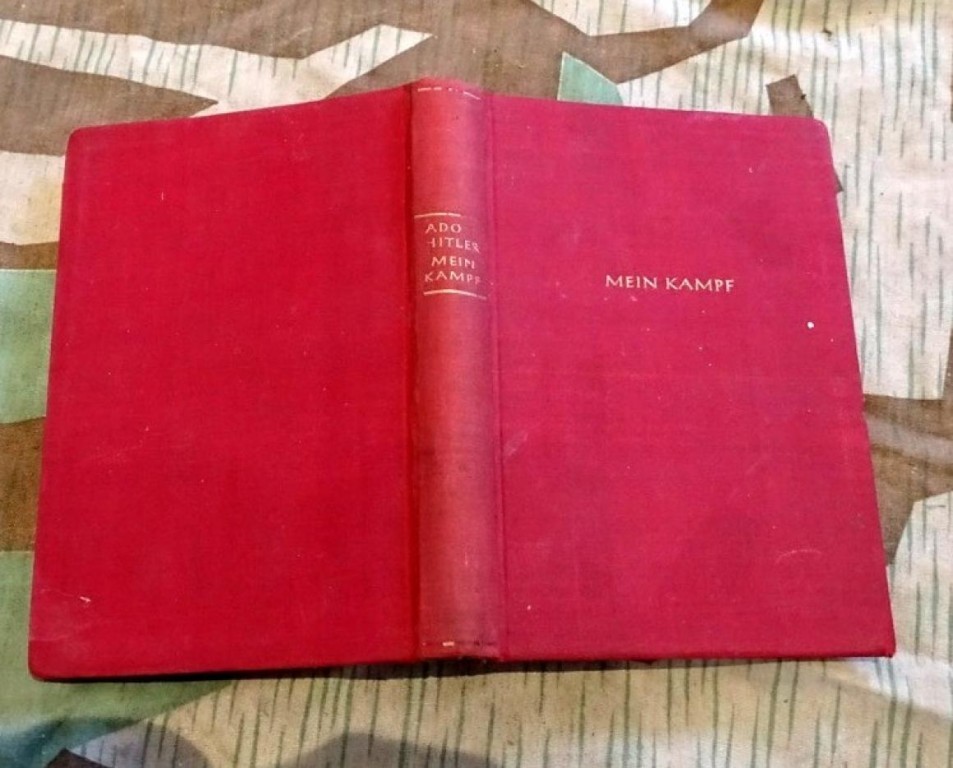 ADO
HITLER
MEIN
KAMPF
MEIN KAMPF